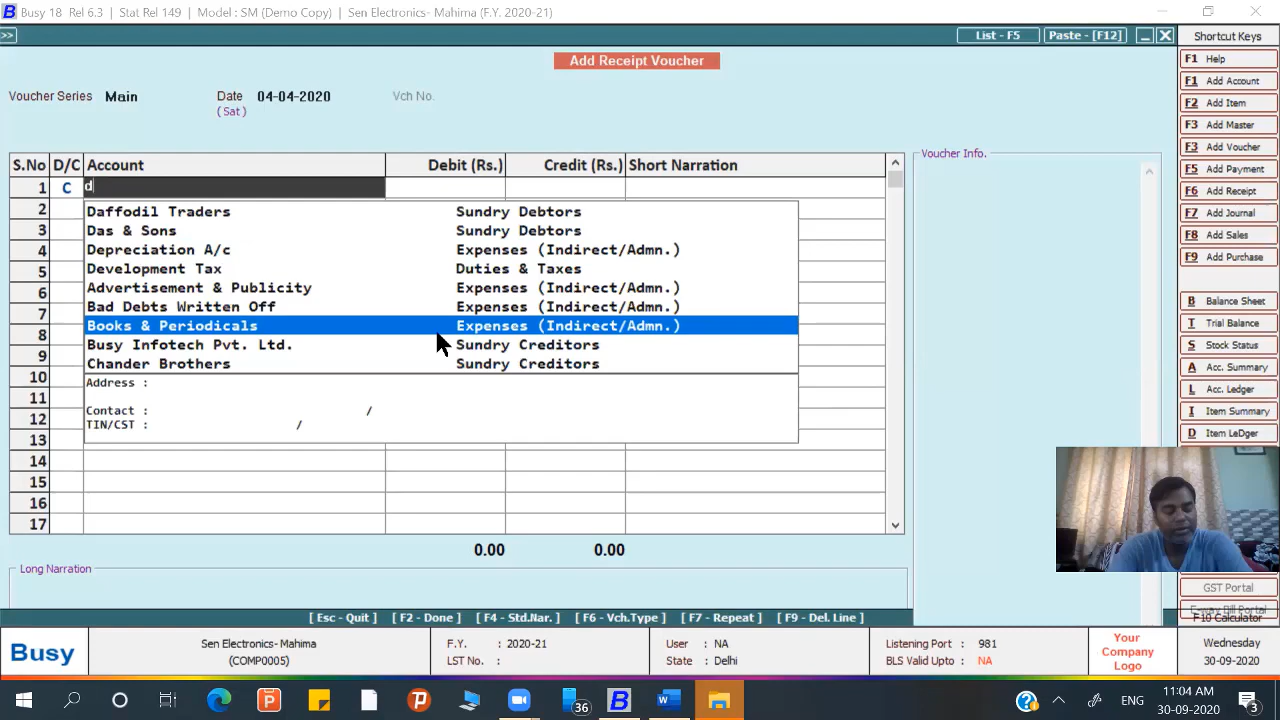 Busy 18 Rel 6.3 | Stat Rel 149 | Model : SM (Demo Copy) | Sen Electronics- Mahima (F.Y. 2020-21)
>> List - F5 Paste - [F12] Shortcut Keys
Add Receipt Voucher
F1 Help
F1 Add Account
F2 Add Item
F3 Add Master
F3 Add Voucher
F5 Add Payment
F6 Add Receipt
F7 Add Journal
F8 Add Sales
F9 Add Purchase
B Balance Sheet
T Trial Balance
S Stock Status
A Acc. Summary
L Acc. Ledger
I Item Summary
D Item LeDger
GST Portal
F10 Calculator
Voucher Series Main Date 04-04-2020 Vch No.
( Sat )
Voucher Info.
S.No D/C Account Debit (Rs.) Credit (Rs.) Short Narration
1 C d
2 Daffodil Traders Sundry Debtors
3 Das & Sons Sundry Debtors
4 Depreciation A/c Expenses (Indirect/Admn.)
5 Development Tax Duties & Taxes
6 Advertisement & Publicity Expenses (Indirect/Admn.)
7 Bad Debts Written Off Expenses (Indirect/Admn.)
8 Books & Periodicals Expenses (Indirect/Admn.)
9 Busy Infotech Pvt. Ltd. Sundry Creditors
10 Chander Brothers Sundry Creditors
Address :
11 Contact : /
12 TIN/CST : /
13
14
15
16
17
0.00 0.00
Long Narration
[ Esc - Quit ] [ F2 - Done ] [ F4 - Std.Nar. ] [ F6 - Vch.Type ] [ F7 - Repeat ] [ F9 - Del. Line ]
Busy
Sen Electronics- Mahima
(COMP0005)
F.Y. : 2020-21
LST No. :
User : NA
State : Delhi
Listening Port : 981
BLS Valid Upto : NA
Your
Company
Logo
Wednesday
30-09-2020
36
ENG
11:04 AM
30-09-2020
3